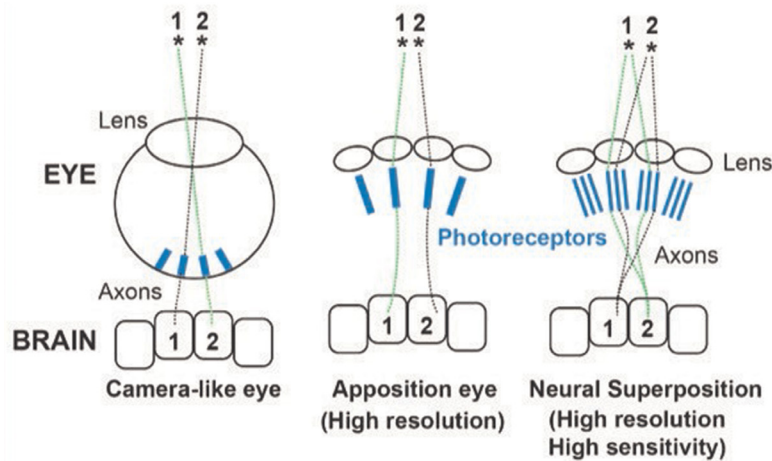 1 2
* *
Lens
EYE
Axons
BRAIN
1 2
Camera-like eye
1 2
* *
Photoreceptors
1 2
Apposition eye
(High resolution)
1 2
* *
Lens
Axons
1 2
Neural Superposition
(High resolution
High sensitivity)